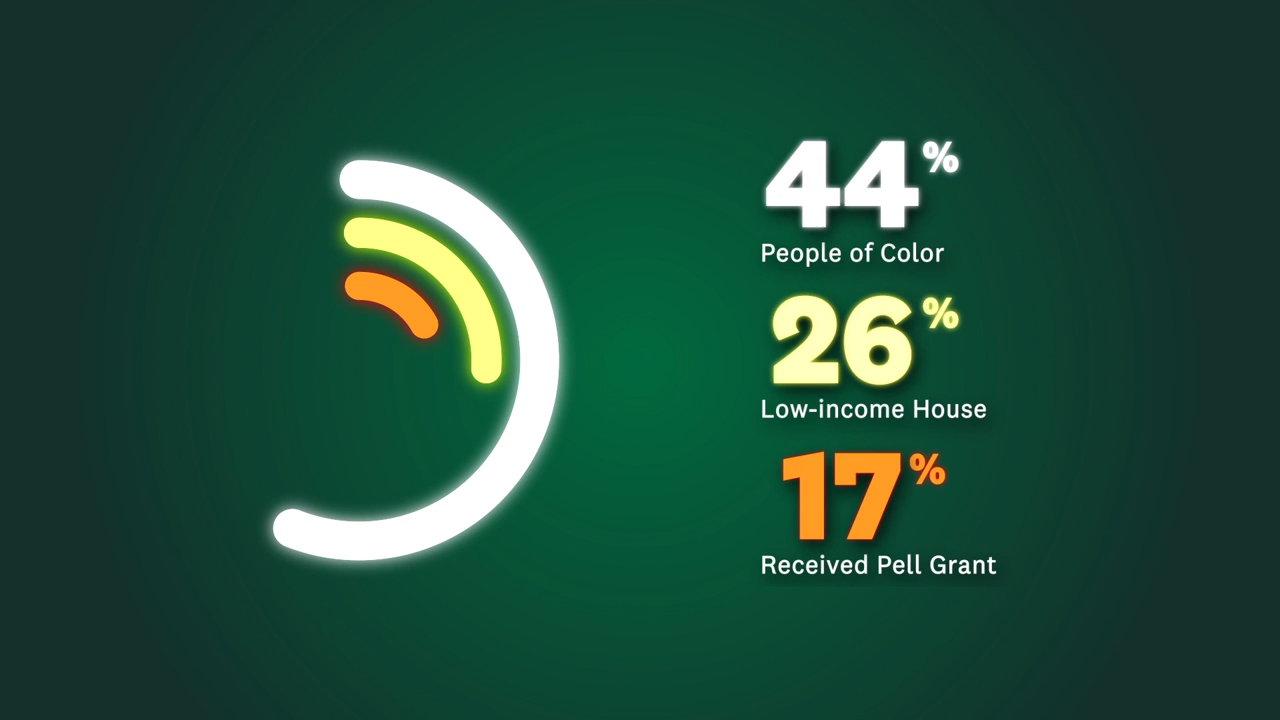 44%
People of Color
26%
Low-income House
17%
Received Pell Grant